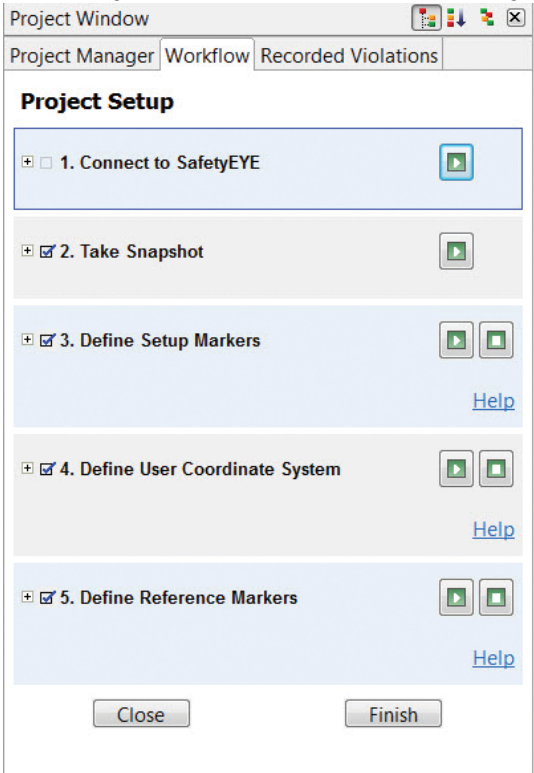 Project Window
Project Manager Workflow Recorded Violations
Project Setup
1. Connect to SafetyEYE
2. Take Snapshot
3. Define Setup Markers
Help
4. Define User Coordinate System
Help
5. Define Reference Markers
Help
Close Finish